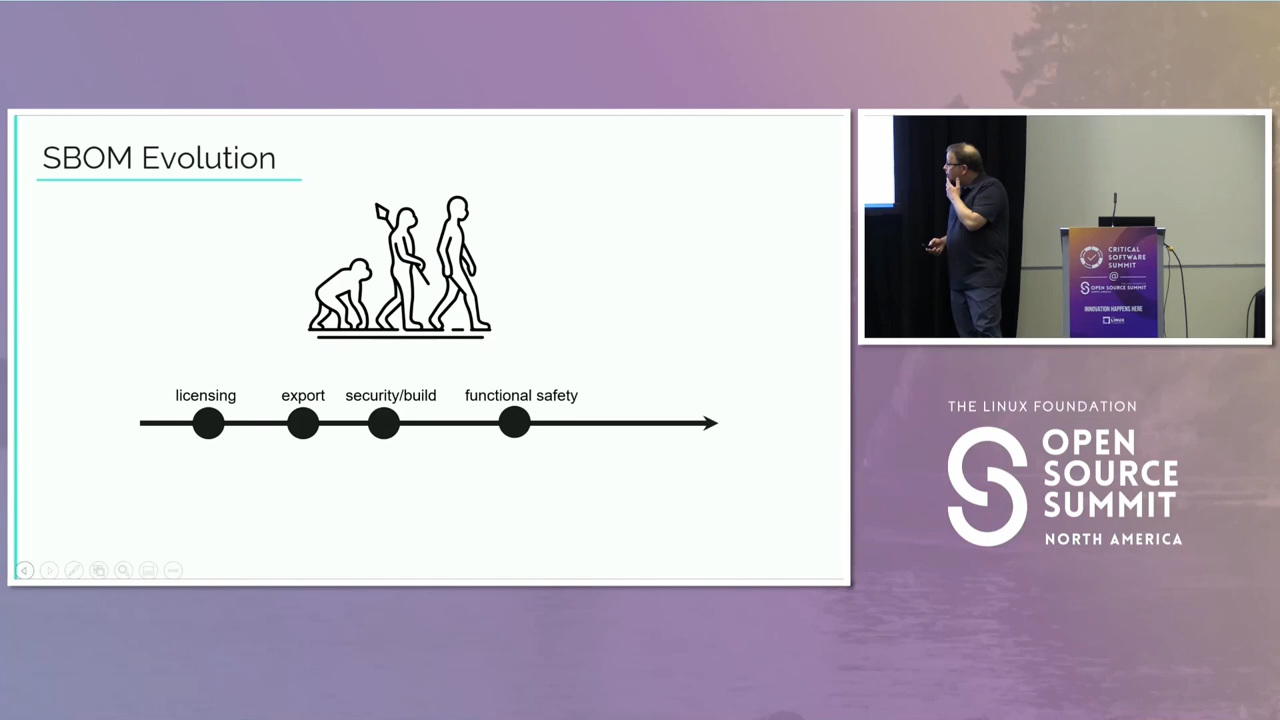 SBOM Evolution
licensing
export
security/build
functional safety
CRITICAL
SOFTWARE
SUMMIT
@
OPEN SOURCE SUMMIT
INNOVATION HAPPENS HERE
THE LINUX FOUNDATION
OPEN
SOURCE
SUMMIT
NORTH AMERICA